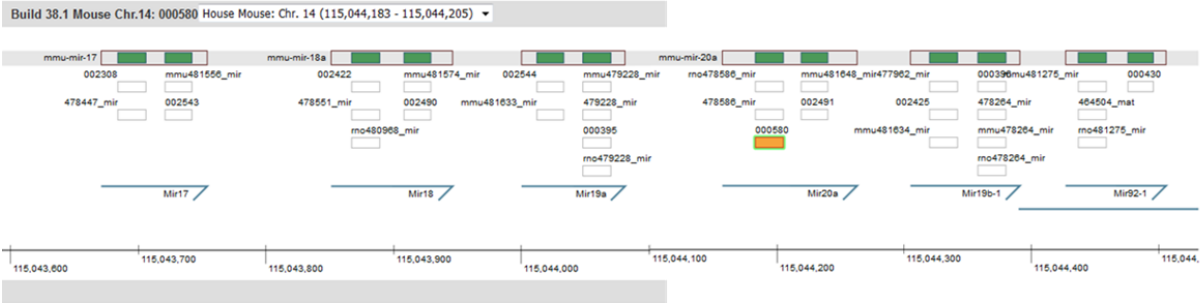 Build 38.1 Mouse Chr.14: 000580 House Mouse: Chr. 14 (115,044,183 - 115,044,205)
mmu-mir-17 mmu-mir-18a mmu-mir-20a
002308 mmu481556_mir 002422 mmu481574_mir 002544 mmu479228_mir rno478586_mir mmu481648_mir 477962_mir 000396 mmu481275_mir 000430
478447_mir 002543 478551_mir 002490 mmu481633_mir 479228_mir 478586_mir 002491 002425 478264_mir 464504_mat
rno480968_mir 000395 000580 mmu481634_mir mmu478264_mir rno481275_mir
rno479228_mir rno478264_mir
Mir17 Mir18 Mir19a Mir20a Mir19b-1 Mir92-1
115,043,600 115,043,700 115,043,800 115,043,900 115,044,000 115,044,100 115,044,200 115,044,300 115,044,400 115,044,